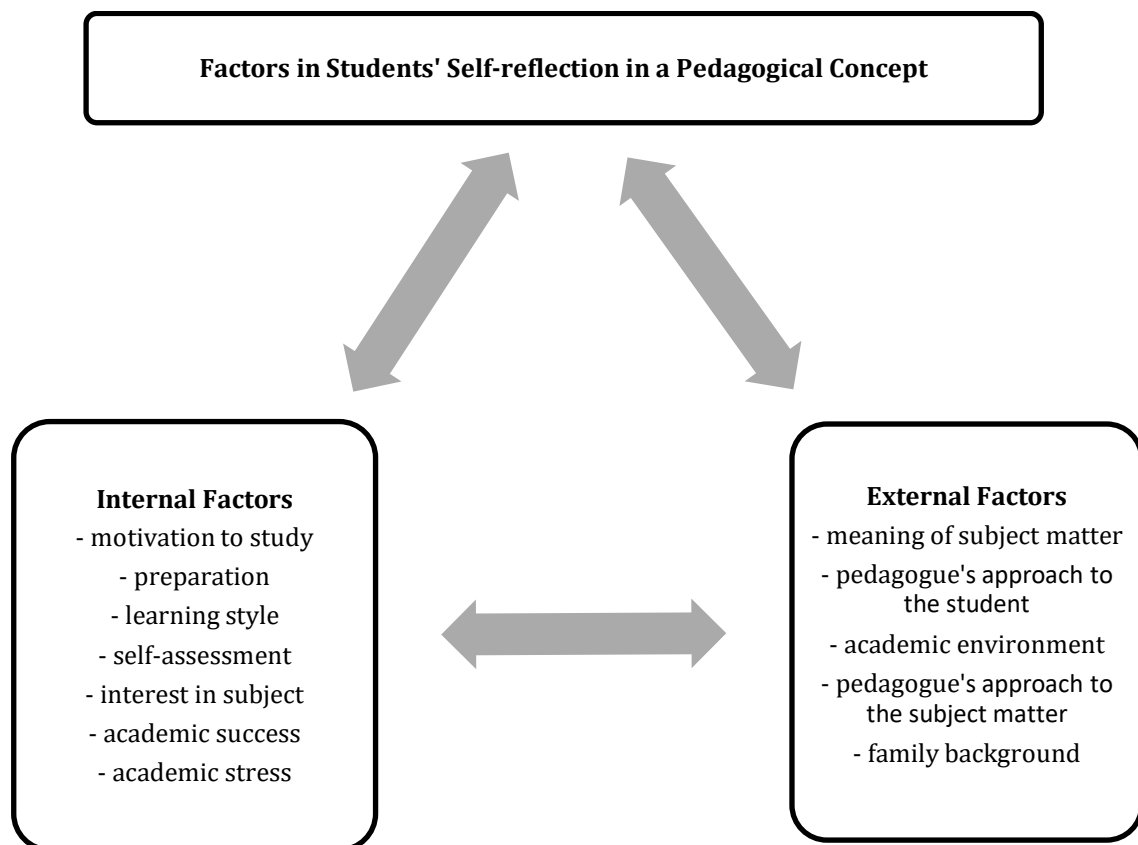 Factors in Students' Self-reflection in a Pedagogical Concept
Internal Factors
- motivation to study
- preparation
- learning style
- self-assessment
- interest in subject
- academic success
- academic stress
External Factors
- meaning of subject matter
- pedagogue's approach to
the student
- academic environment
- pedagogue's approach to
the subject matter
- family background